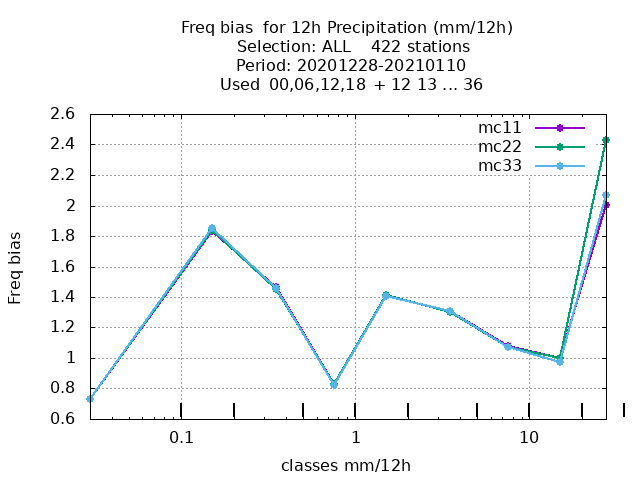 Freq bias  for 12h Precipitation (mm/12h)
Selection: ALL    422 stations
Period: 20201228-20210110
Used  00,06,12,18  + 12 13 ... 36
2.6
2.4
2.2
2
1.8
1.6
1.4
1.2
1
0.8
0.6
Freq bias
mc11
mc22
mc33
0.1
1
10
classes mm/12h